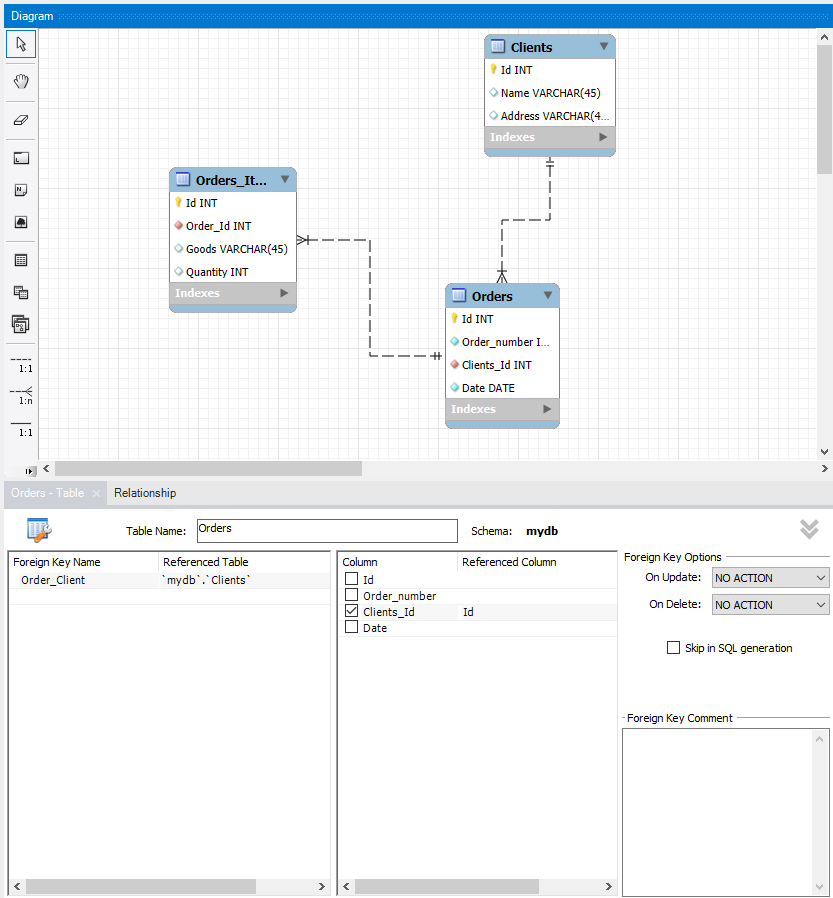 Diagram
Clients
Id INT
Name VARCHAR(45)
Address VARCHAR(4...
Indexes
Orders_It...
Id INT
Order_Id INT
Goods VARCHAR(45)
Quantity INT
Indexes
Orders
Id INT
Order_number I...
Clients_Id INT
Date DATE
Indexes
1:1
1:n
1:1
Orders - Table
Relationship
Table Name: Orders Schema: mydb
Foreign Key Name Referenced Table
Order_Client `mydb`.`Clients`
Column Referenced Column
Id
Order_number
Clients_Id Id
Date
Foreign Key Options
On Update: NO ACTION
On Delete: NO ACTION
Skip in SQL generation
Foreign Key Comment